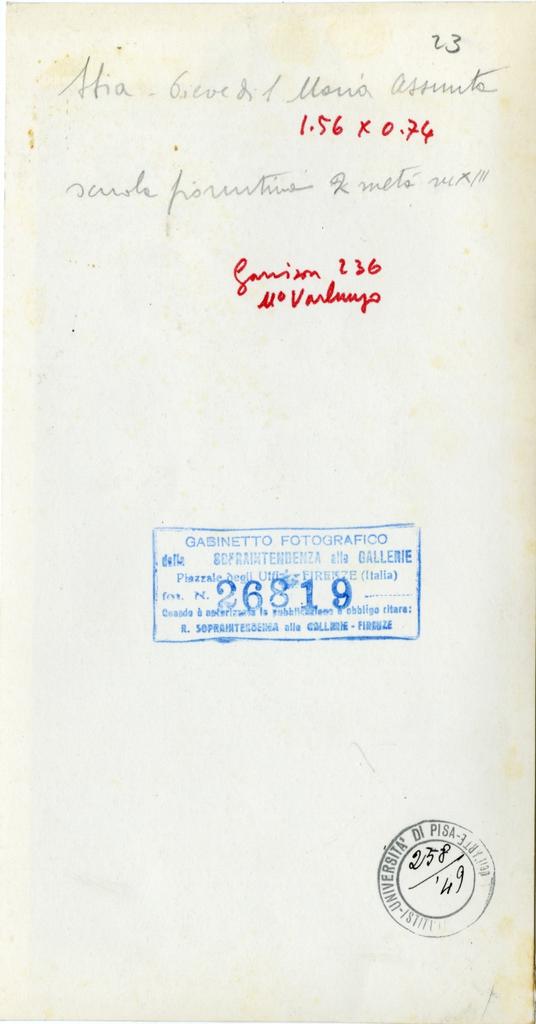 23
Stia - Pieve di S Maria Assunta
1.56 x 0.74
scuola fiorentina 2ª metà sec XIII
Garrison 236
Mº Varlungo
GABINETTO FOTOGRAFICO
della SOPRAINTENDENZA alle GALLERIE
Piazzale degli Uffizi - FIRENZE (Italia)
fot. N. 26819
Quando è autorizzata la pubblicazione è obbligo citare:
R. SOPRAINTENDENZA alle GALLERIE - FIRENZE
UNIVERSITA' DI PISA
258/'49